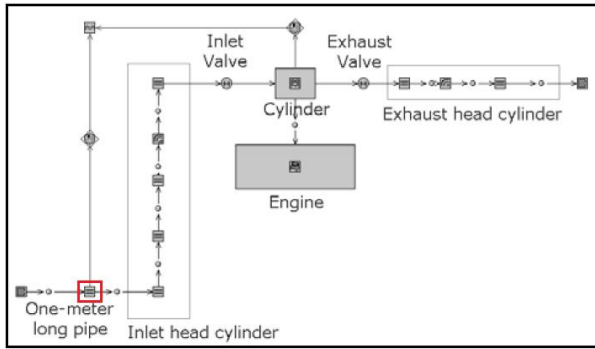 Inlet
Valve
Exhaust
Valve
Cylinder
Exhaust head cylinder
Engine
One-meter
long pipe
Inlet head cylinder